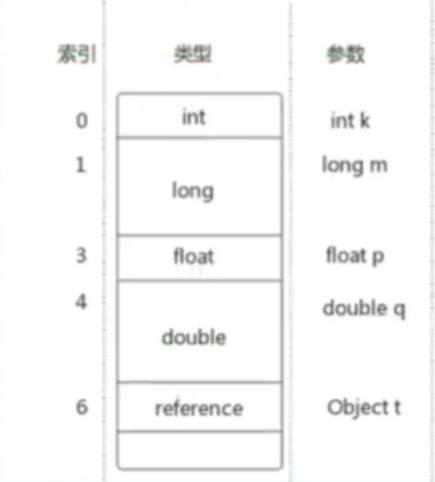 索引 类型 参数
0 int int k
1 long long m
3 float float p
4 double double q
6 reference Object t